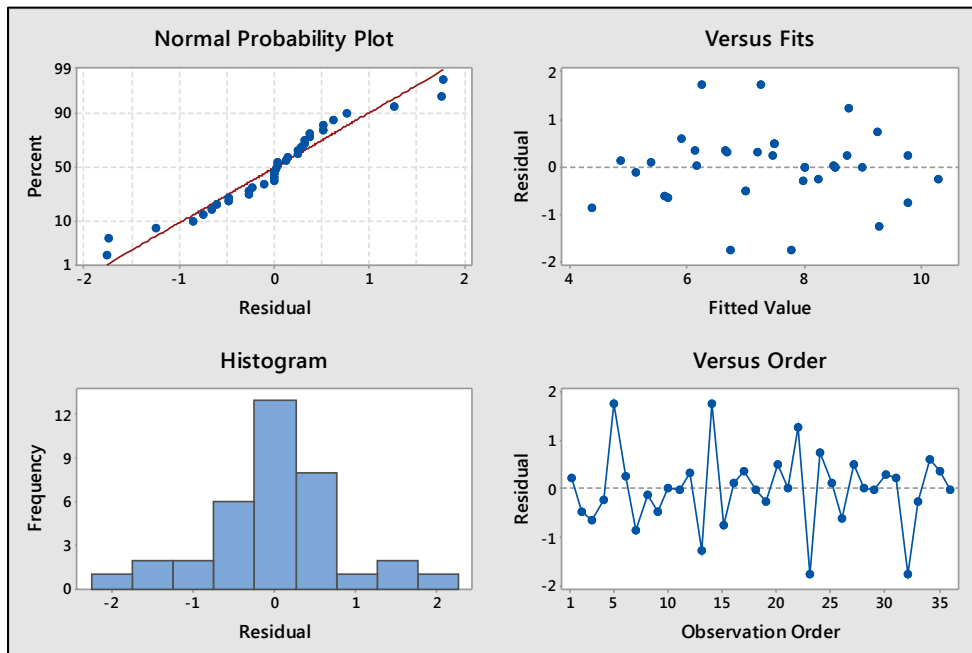 Normal Probability Plot
99
90
50
10
1
Percent
-2 -1 0 1 2
Residual
Versus Fits
2
1
0
-1
-2
Residual
4 6 8 10
Fitted Value
Histogram
12
9
6
3
0
Frequency
-2 -1 0 1 2
Residual
Versus Order
2
1
0
-1
-2
Residual
1 5 10 15 20 25 30 35
Observation Order